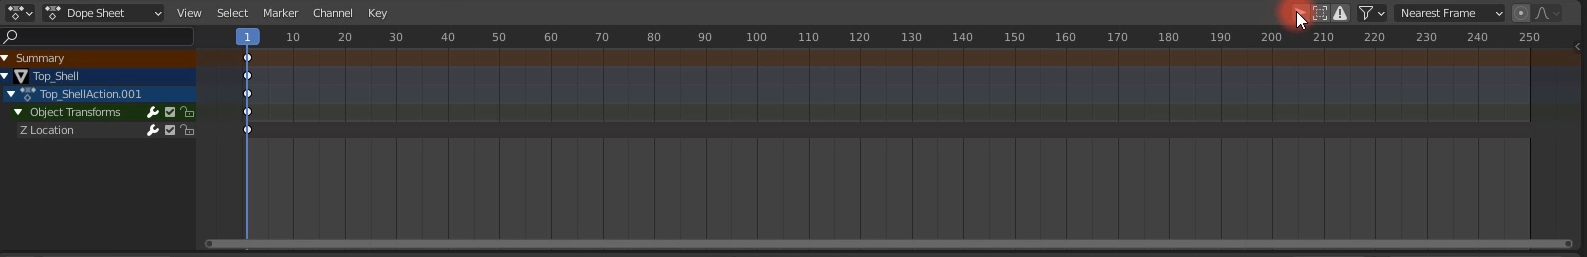 Dope Sheet View Select Marker Channel Key Nearest Frame
1 10 20 30 40 50 60 70 80 90 100 110 120 130 140 150 160 170 180 190 200 210 220 230 240 250
Summary
Top_Shell
Top_ShellAction.001
Object Transforms
Z Location